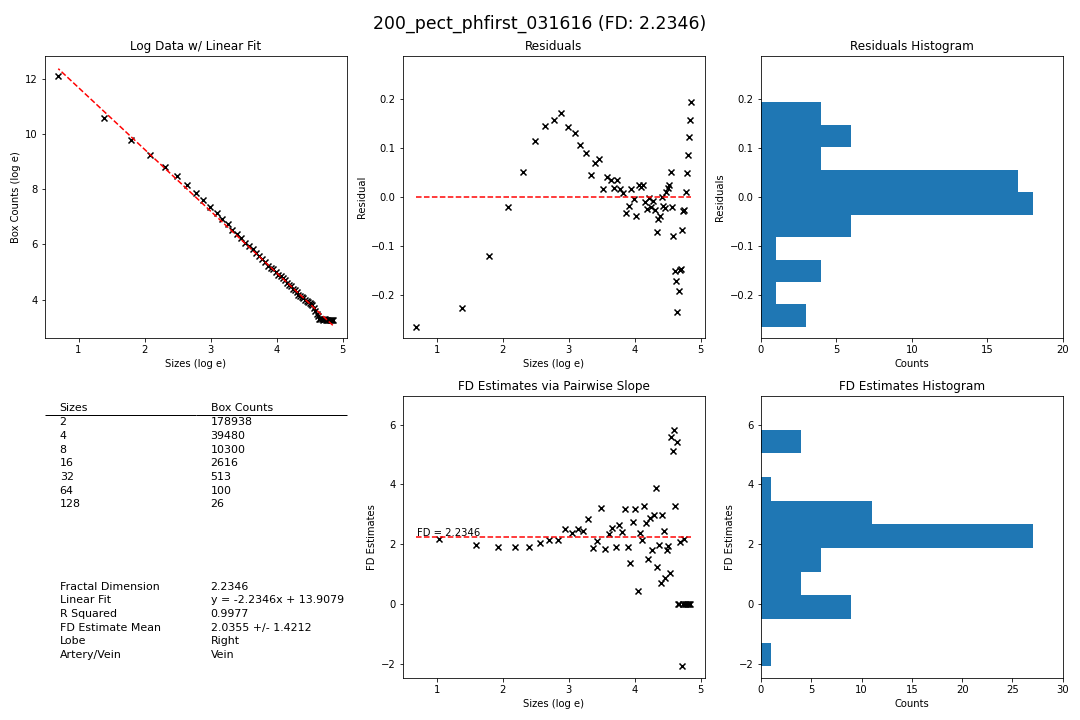 200_pect_phfirst_031616 (FD: 2.2346)
Log Data w/ Linear Fit
Box Counts (log e)
12
10
8
6
4
1 2 3 4 5
Sizes (log e)
Residuals
Residual
0.2
0.1
0.0
−0.1
−0.2
1 2 3 4 5
Sizes (log e)
Residuals Histogram
Residuals
0.2
0.1
0.0
−0.1
−0.2
0 5 10 15 20
Counts
Sizes Box Counts
2 178938
4 39480
8 10300
16 2616
32 513
64 100
128 26
Fractal Dimension 2.2346
Linear Fit y = -2.2346x + 13.9079
R Squared 0.9977
FD Estimate Mean 2.0355 +/- 1.4212
Lobe Right
Artery/Vein Vein
FD Estimates via Pairwise Slope
FD Estimates
6
4
2
0
−2
FD = 2.2346
1 2 3 4 5
Sizes (log e)
FD Estimates Histogram
FD Estimates
6
4
2
0
−2
0 5 10 15 20 25 30
Counts